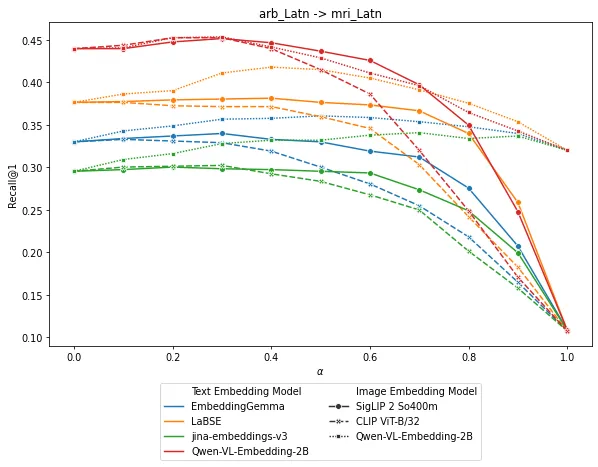 arb_Latn -> mri_Latn
0.45
0.40
0.35
0.30
0.25
0.20
0.15
0.10
Recall@1
0.0 0.2 0.4 0.6 0.8 1.0
α
Text Embedding Model
EmbeddingGemma
LaBSE
jina-embeddings-v3
Qwen-VL-Embedding-2B
Image Embedding Model
SigLIP 2 So400m
CLIP ViT-B/32
Qwen-VL-Embedding-2B